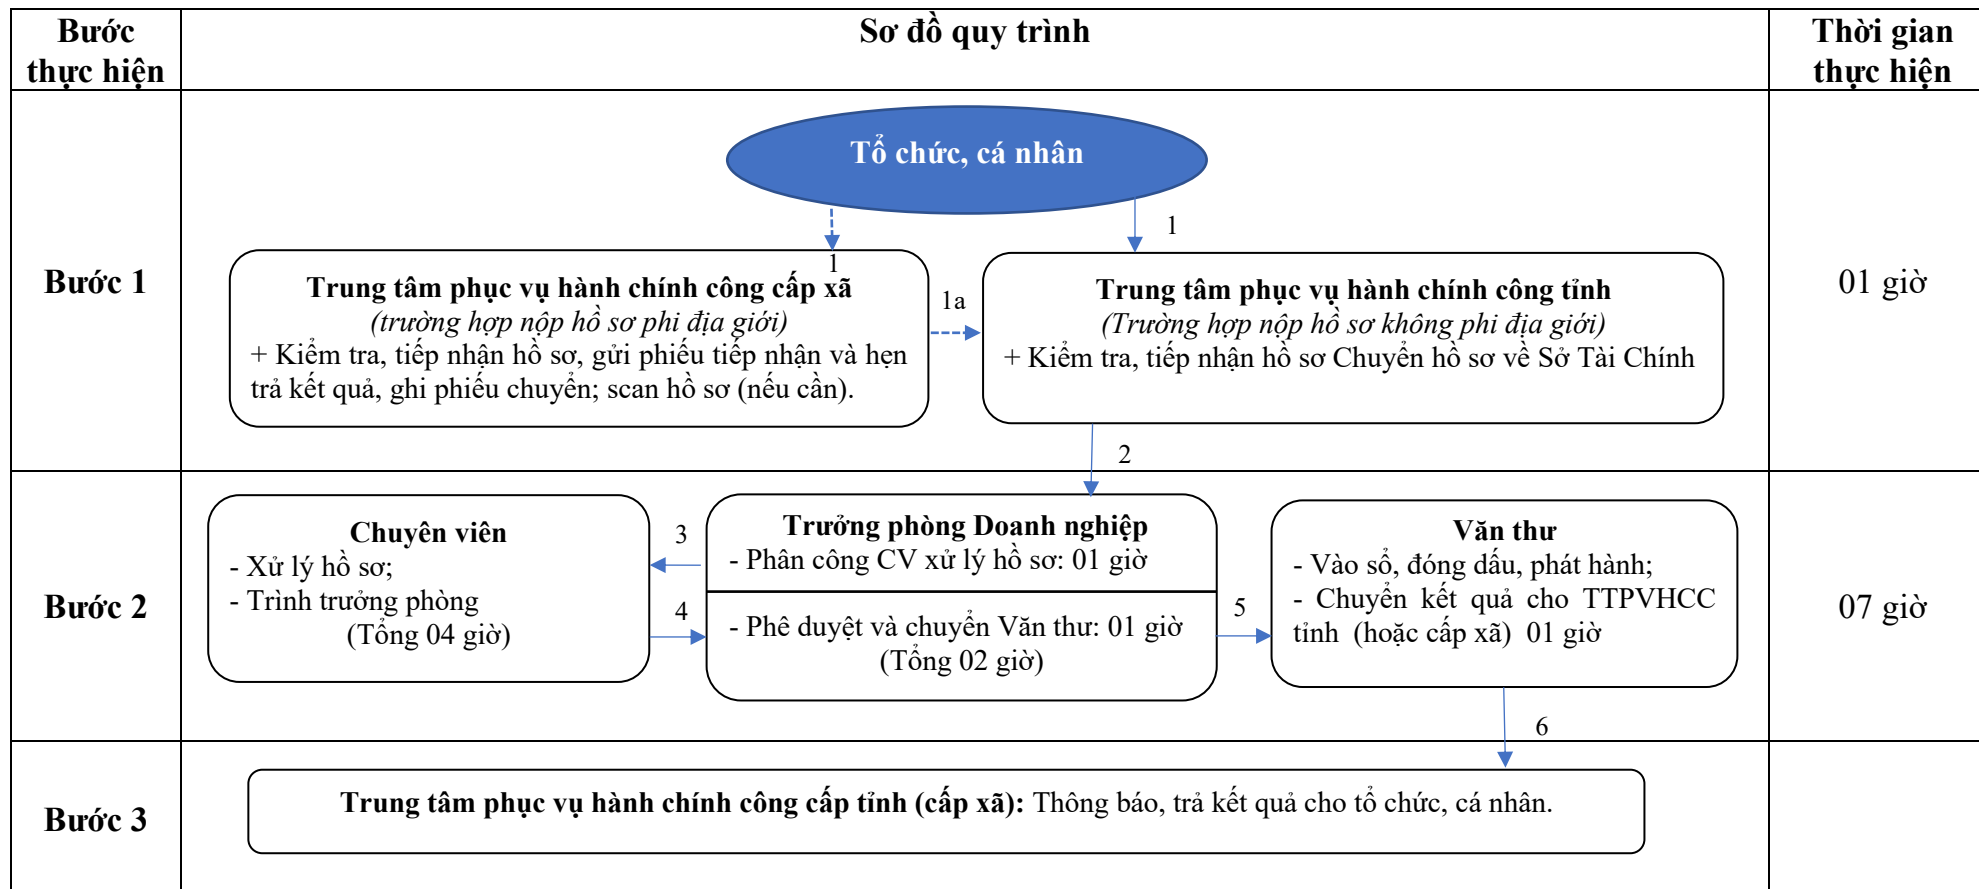 Bước
thực hiện
Sơ đồ quy trình
Thời gian
thực hiện
Bước 1
Tổ chức, cá nhân
1
1
Trung tâm phục vụ hành chính công cấp xã
(trường hợp nộp hồ sơ phi địa giới)
+ Kiểm tra, tiếp nhận hồ sơ, gửi phiếu tiếp nhận và hẹn
trả kết quả, ghi phiếu chuyển; scan hồ sơ (nếu cần).
1a
Trung tâm phục vụ hành chính công tỉnh
(Trường hợp nộp hồ sơ không phi địa giới)
+ Kiểm tra, tiếp nhận hồ sơ Chuyển hồ sơ về Sở Tài Chính
01 giờ
2
Bước 2
Chuyên viên
- Xử lý hồ sơ;
- Trình trưởng phòng
(Tổng 04 giờ)
3
4
Trưởng phòng Doanh nghiệp
- Phân công CV xử lý hồ sơ: 01 giờ
- Phê duyệt và chuyển Văn thư: 01 giờ
(Tổng 02 giờ)
5
Văn thư
- Vào sổ, đóng dấu, phát hành;
- Chuyển kết quả cho TTPVHCC
tỉnh (hoặc cấp xã) 01 giờ
07 giờ
6
Bước 3
Trung tâm phục vụ hành chính công cấp tỉnh (cấp xã): Thông báo, trả kết quả cho tổ chức, cá nhân.